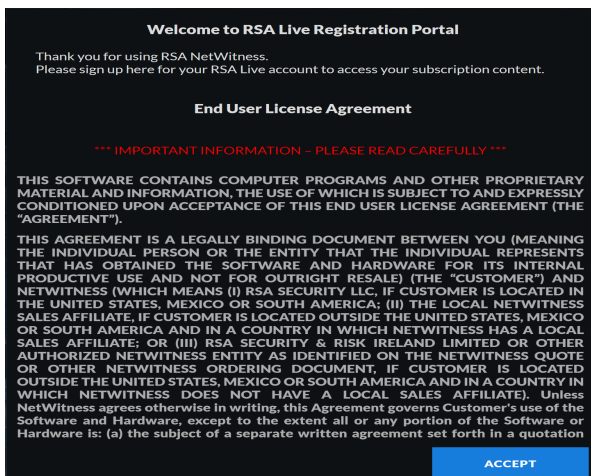 Welcome to RSA Live Registration Portal
Thank you for using RSA NetWitness.
Please sign up here for your RSA Live account to access your subscription content.
End User License Agreement
*** IMPORTANT INFORMATION – PLEASE READ CAREFULLY ***
THIS SOFTWARE CONTAINS COMPUTER PROGRAMS AND OTHER PROPRIETARY
MATERIAL AND INFORMATION, THE USE OF WHICH IS SUBJECT TO AND EXPRESSLY
CONDITIONED UPON ACCEPTANCE OF THIS END USER LICENSE AGREEMENT (THE
“AGREEMENT”).
THIS AGREEMENT IS A LEGALLY BINDING DOCUMENT BETWEEN YOU (MEANING
THE INDIVIDUAL PERSON OR THE ENTITY THAT THE INDIVIDUAL REPRESENTS
THAT HAS OBTAINED THE SOFTWARE AND HARDWARE FOR ITS INTERNAL
PRODUCTIVE USE AND NOT FOR OUTRIGHT RESALE) (THE “CUSTOMER”) AND
NETWITNESS (WHICH MEANS (I) RSA SECURITY LLC, IF CUSTOMER IS LOCATED IN
THE UNITED STATES, MEXICO OR SOUTH AMERICA; (II) THE LOCAL NETWITNESS
SALES AFFILIATE, IF CUSTOMER IS LOCATED OUTSIDE THE UNITED STATES, MEXICO
OR SOUTH AMERICA AND IN A COUNTRY IN WHICH NETWITNESS HAS A LOCAL
SALES AFFILIATE; OR (III) RSA SECURITY & RISK IRELAND LIMITED OR OTHER
AUTHORIZED NETWITNESS ENTITY AS IDENTIFIED ON THE NETWITNESS QUOTE
OR OTHER NETWITNESS ORDERING DOCUMENT, IF CUSTOMER IS LOCATED
OUTSIDE THE UNITED STATES, MEXICO OR SOUTH AMERICA AND IN A COUNTRY IN
WHICH NETWITNESS DOES NOT HAVE A LOCAL SALES AFFILIATE). Unless
NetWitness agrees otherwise in writing, this Agreement governs Customer's use of the
Software and Hardware, except to the extent all or any portion of the Software or
Hardware is: (a) the subject of a separate written agreement set forth in a quotation
ACCEPT